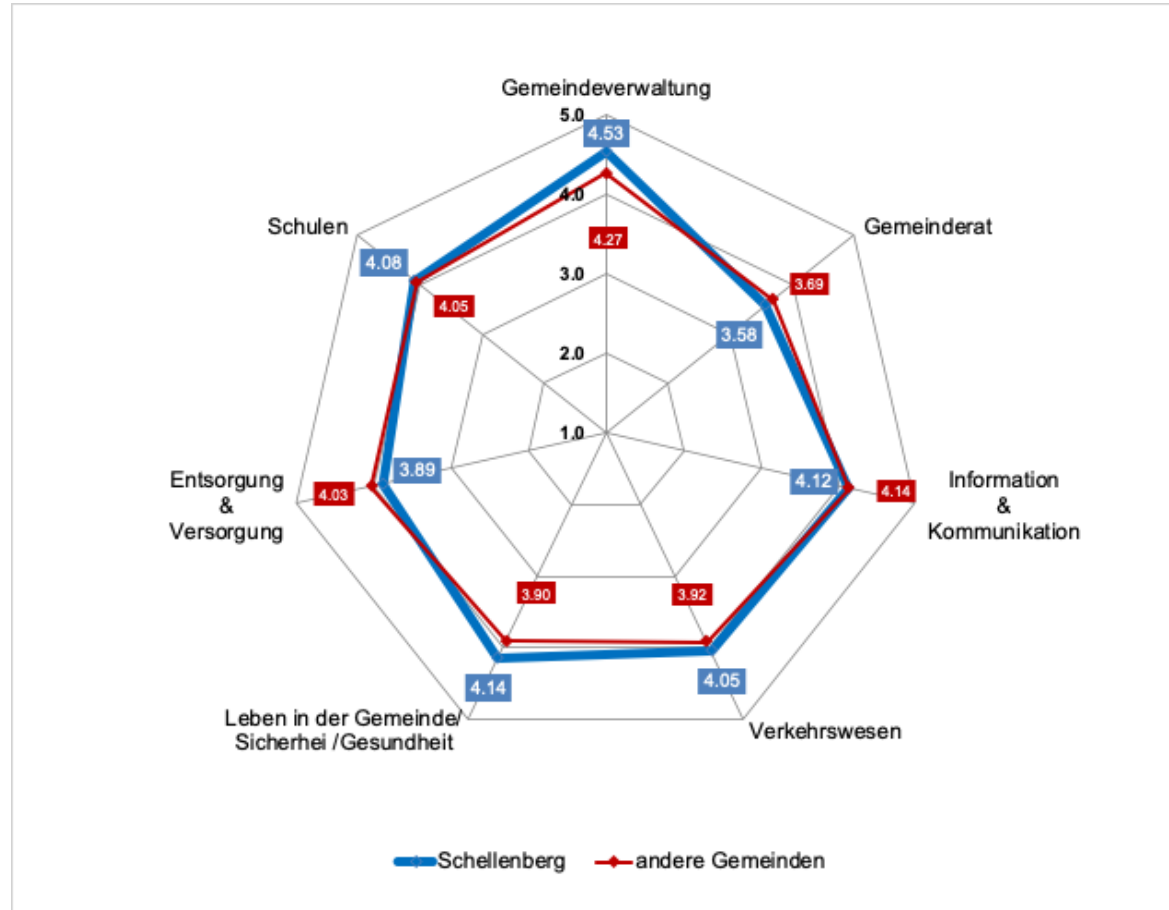 Gemeindeverwaltung
5.0
4.53
4.0
4.27
3.0
2.0
1.0
Schulen
4.08
4.05
Gemeinderat
3.69
3.58
Entsorgung
&
Versorgung
4.03
3.89
4.12
4.14
Information
&
Kommunikation
3.90
3.92
4.14
4.05
Leben in der Gemeinde/
Sicherhei /Gesundheit
Verkehrswesen
Schellenberg
andere Gemeinden